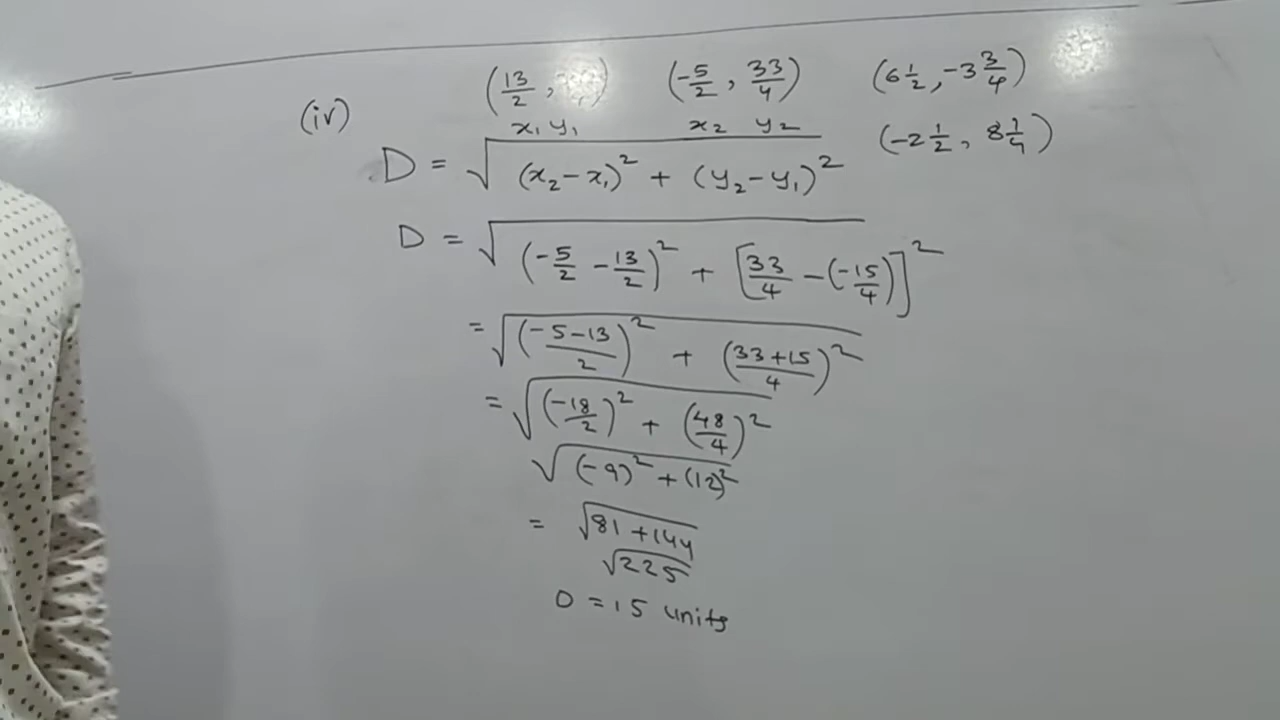 (iv) (13/2 , ) (-5/2 , 33/4) (6 1/2 , -3 3/4)
x₁ y₁ x₂ y₂ (-2 1/2 , 8 1/4)
D = √(x₂ - x₁)² + (y₂ - y₁)²
D = √(-5/2 - 13/2)² + [33/4 - (-15/4)]²
= √((-5-13)/2)² + ((33+15)/4)²
= √(-18/2)² + (48/4)²
√(-9)² + (12)²
= √81 + 144
√225
D = 15 units